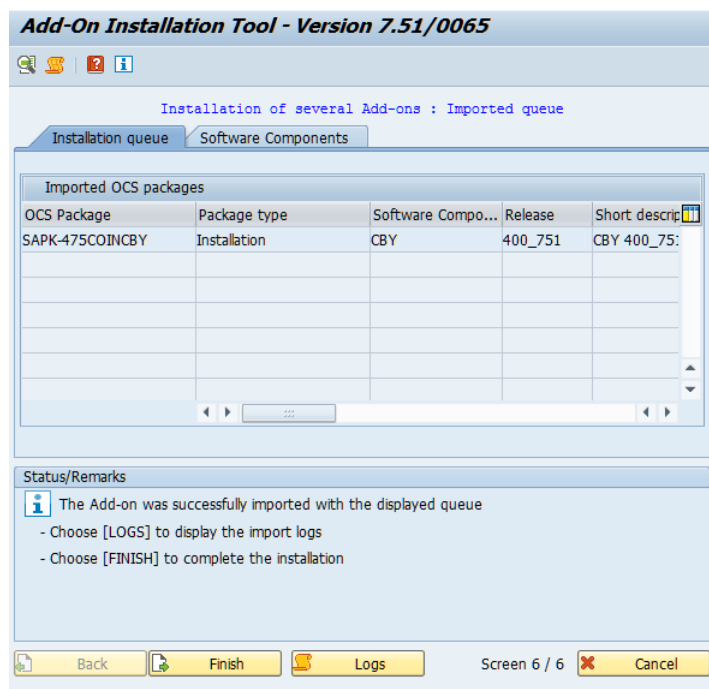 Add-On Installation Tool - Version 7.51/0065
Installation of several Add-ons : Imported queue
Installation queue Software Components
Imported OCS packages
OCS Package Package type Software Compo... Release Short descrip
SAPK-475COINCBY Installation CBY 400_751 CBY 400_751
Status/Remarks
The Add-on was successfully imported with the displayed queue
- Choose [LOGS] to display the import logs
- Choose [FINISH] to complete the installation
Back Finish Logs Screen 6 / 6 Cancel